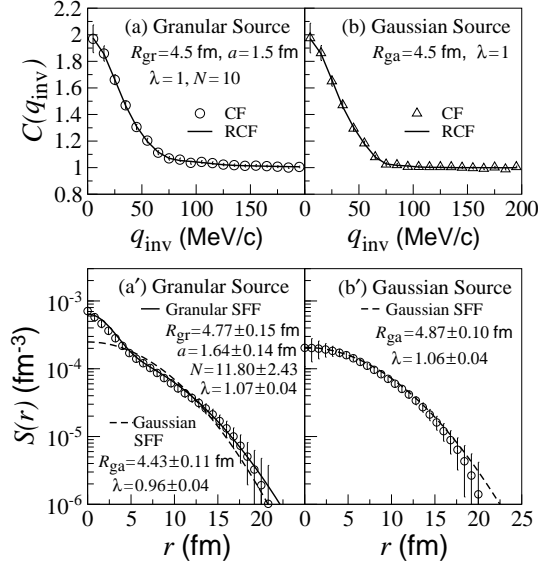 (a) Granular Source
R_gr=4.5 fm, a=1.5 fm
λ=1, N=10
CF
RCF
(b) Gaussian Source
R_ga=4.5 fm, λ=1
CF
RCF
C(q_inv)
2
1.8
1.6
1.4
1.2
1
0.8
0 50 100 150
0 50 100 150 200
q_inv (MeV/c)
q_inv (MeV/c)
(a′) Granular Source
Granular SFF
R_gr=4.77±0.15 fm
a=1.64±0.14 fm
N=11.80±2.43
λ=1.07±0.04
Gaussian
SFF
R_ga=4.43±0.11 fm
λ=0.96±0.04
(b′) Gaussian Source
Gaussian SFF
R_ga=4.87±0.10 fm
λ=1.06±0.04
S(r) (fm⁻³)
10⁻³
10⁻⁴
10⁻⁵
10⁻⁶
0 5 10 15 20
0 5 10 15 20 25
r (fm)
r (fm)